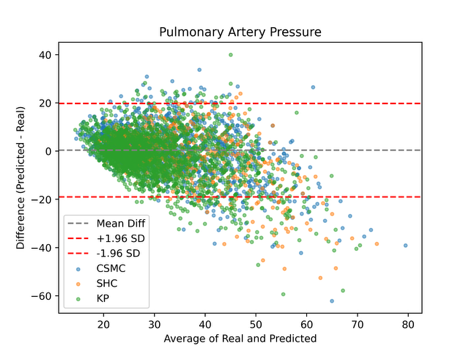 Pulmonary Artery Pressure
Difference (Predicted - Real)
40
20
0
−20
−40
−60
Mean Diff
+1.96 SD
-1.96 SD
CSMC
SHC
KP
20 30 40 50 60 70 80
Average of Real and Predicted